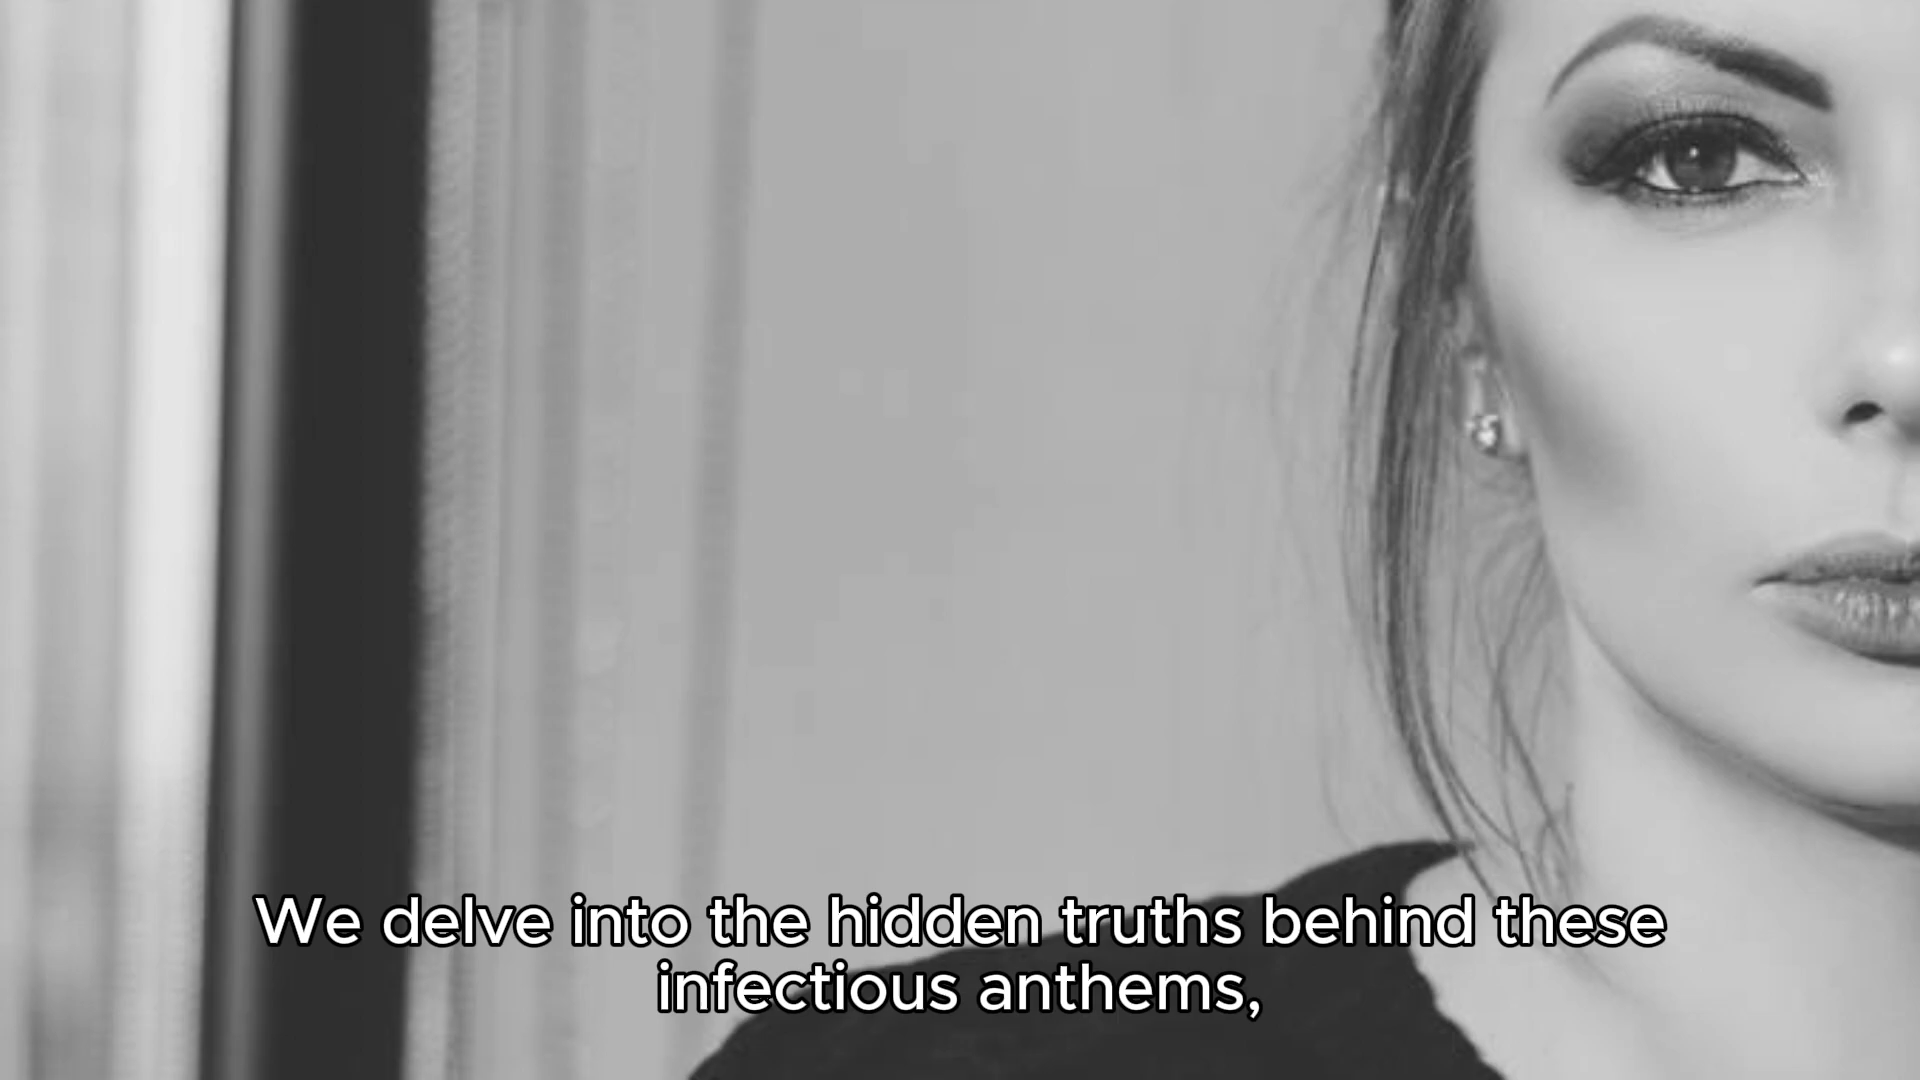 We delve into the hidden truths behind these
infectious anthems,